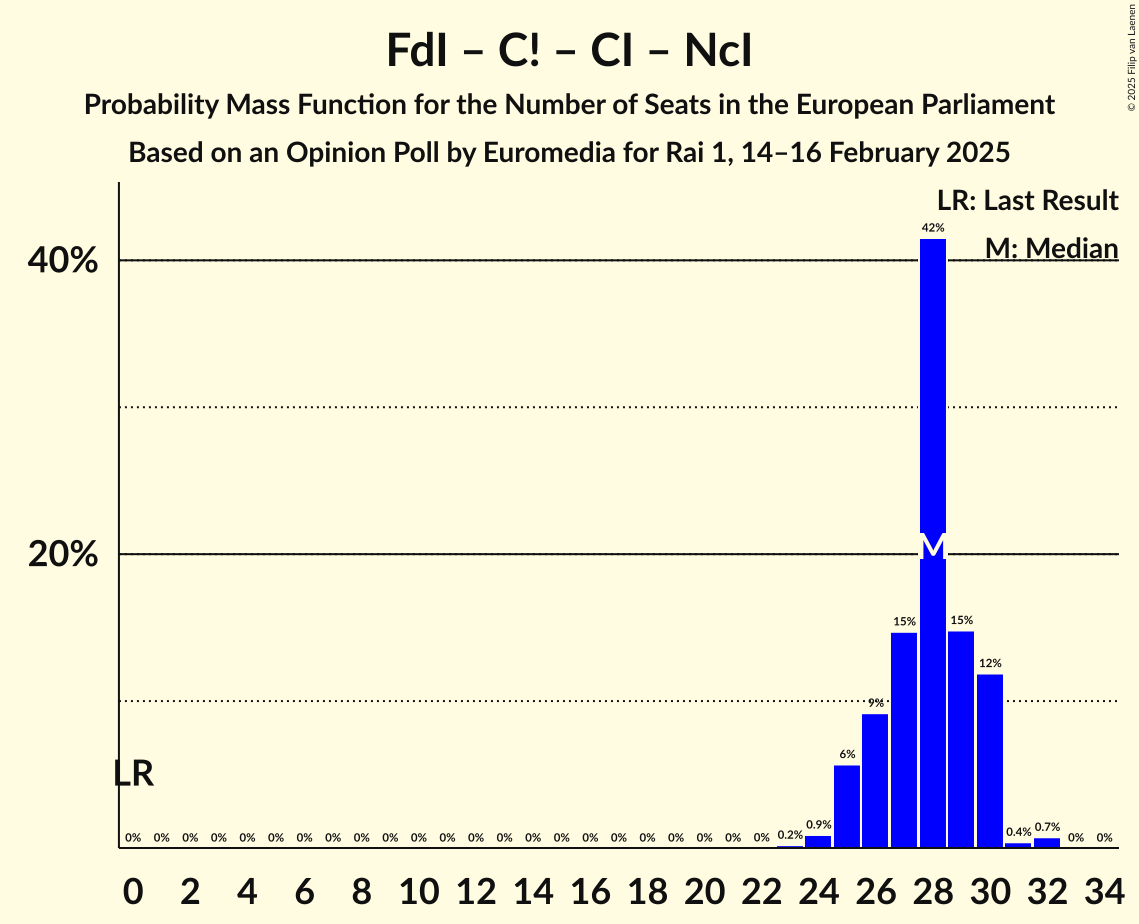 FdI – C! – CI – NcI
Probability Mass Function for the Number of Seats in the European Parliament
Based on an Opinion Poll by Euromedia for Rai 1, 14–16 February 2025
© 2025 Filip van Laenen
LR: Last Result
M: Median
42%
40%
20%
M
15%
15%
12%
9%
6%
LR
0% 0% 0% 0% 0% 0% 0% 0% 0% 0% 0% 0% 0% 0% 0% 0% 0% 0% 0% 0% 0% 0% 0% 0.2% 0.9% 0.4% 0.7% 0% 0%
0 2 4 6 8 10 12 14 16 18 20 22 24 26 28 30 32 34